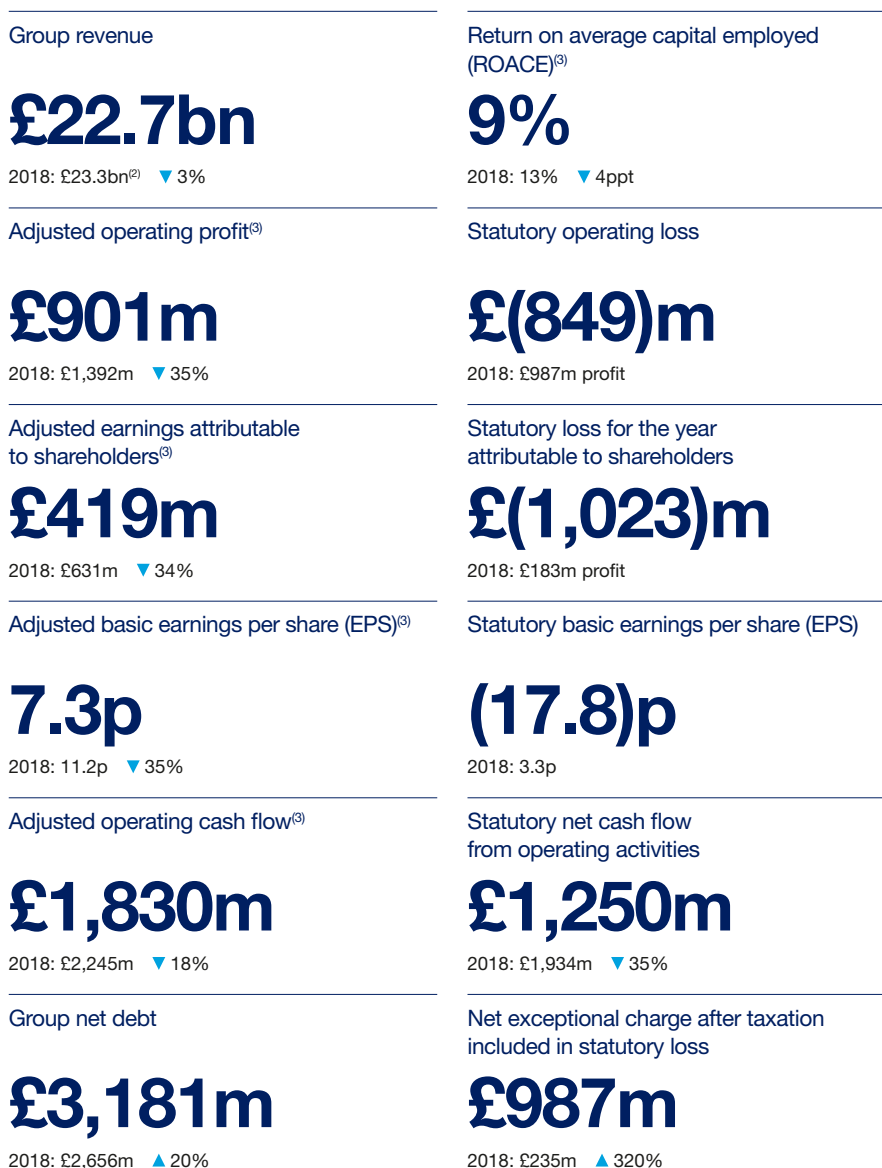 Group revenue
£22.7bn
2018: £23.3bn(2) ▼ 3%
Return on average capital employed
(ROACE)(3)
9%
2018: 13% ▼ 4ppt
Adjusted operating profit(3)
£901m
2018: £1,392m ▼ 35%
Statutory operating loss
£(849)m
2018: £987m profit
Adjusted earnings attributable
to shareholders(3)
£419m
2018: £631m ▼ 34%
Statutory loss for the year
attributable to shareholders
£(1,023)m
2018: £183m profit
Adjusted basic earnings per share (EPS)(3)
7.3p
2018: 11.2p ▼ 35%
Statutory basic earnings per share (EPS)
(17.8)p
2018: 3.3p
Adjusted operating cash flow(3)
£1,830m
2018: £2,245m ▼ 18%
Statutory net cash flow
from operating activities
£1,250m
2018: £1,934m ▼ 35%
Group net debt
£3,181m
2018: £2,656m ▲ 20%
Net exceptional charge after taxation
included in statutory loss
£987m
2018: £235m ▲ 320%